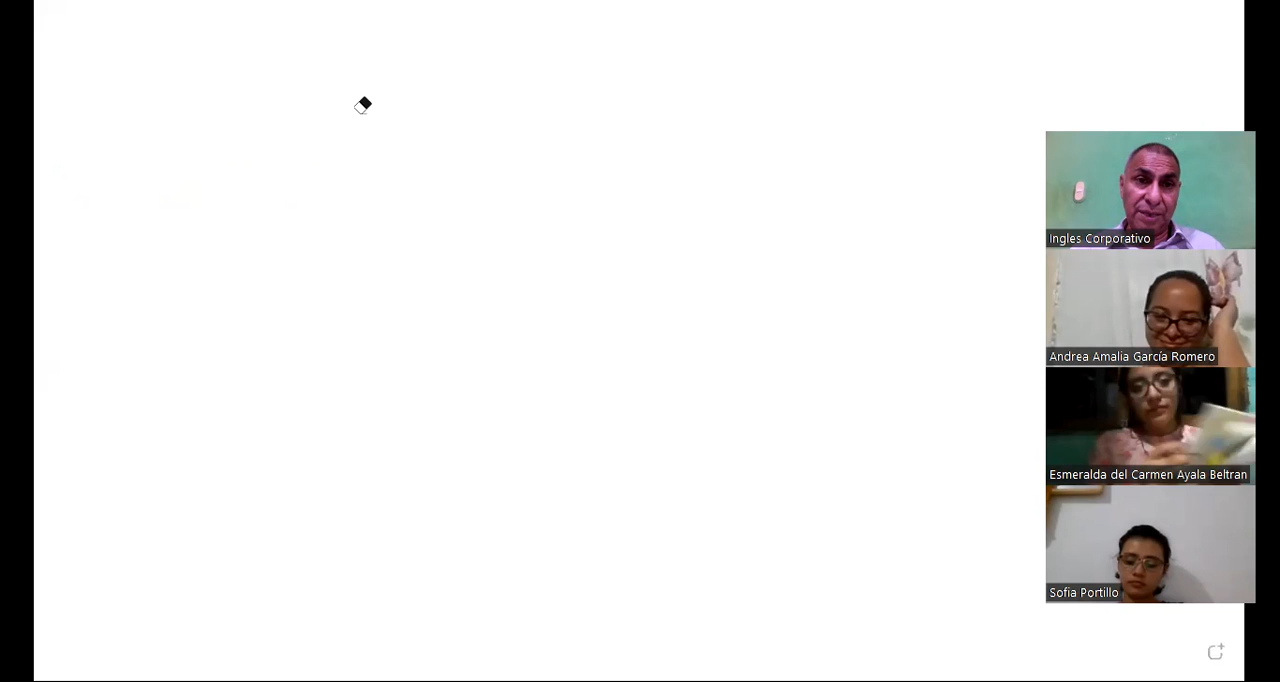 Ingles Corporativo
Andrea Amalia García Romero
Esmeralda del Carmen Ayala Beltran
Sofia Portillo